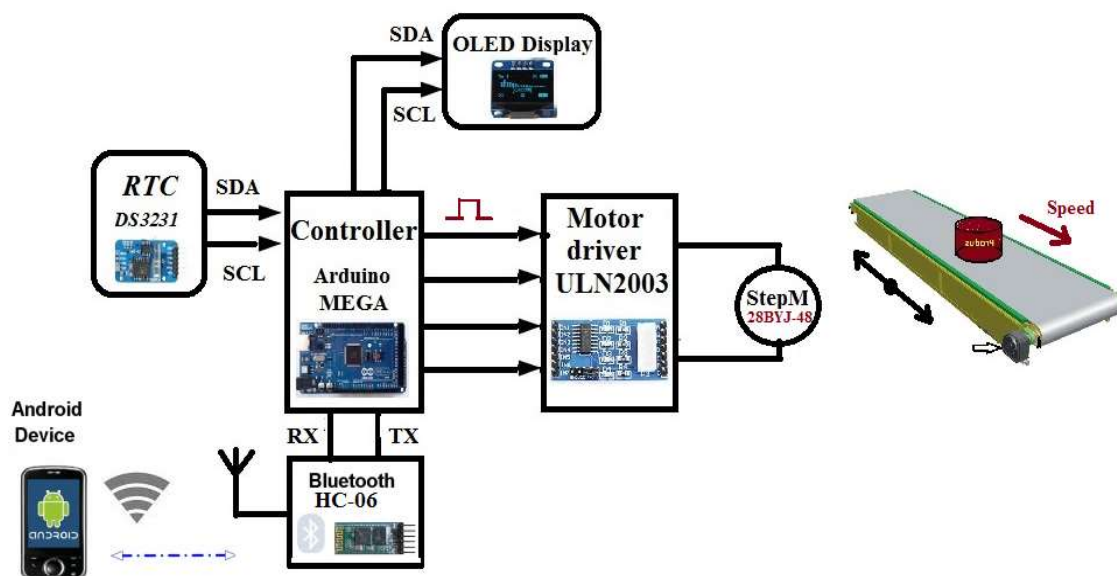 SDA
OLED Display
SCL
RTC
DS3231
SDA
SCL
Controller
Arduino
MEGA
Motor
driver
ULN2003
StepM
28BYJ-48
Speed
Android
Device
ANDROID
RX
TX
Bluetooth
HC-06